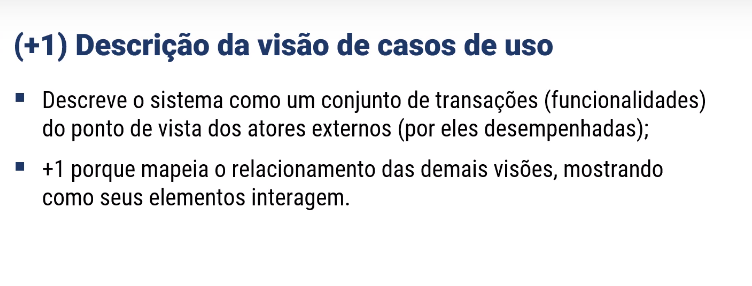 (+1) Descrição da visão de casos de uso
▪ Descreve o sistema como um conjunto de transações (funcionalidades)
do ponto de vista dos atores externos (por eles desempenhadas);
▪ +1 porque mapeia o relacionamento das demais visões, mostrando
como seus elementos interagem.